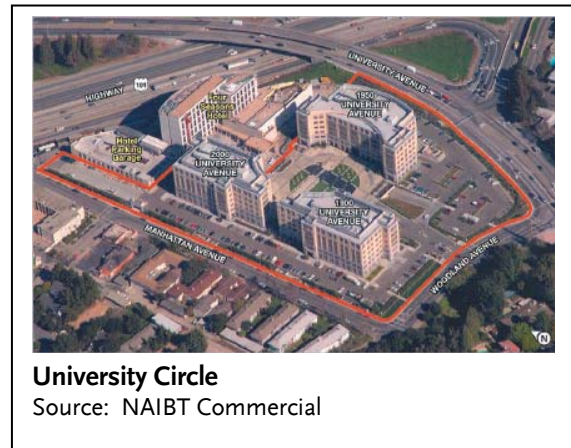 UNIVERSITY AVENUE
HIGHWAY
101
Four
Seasons
Hotel
1950
UNIVERSITY
AVENUE
Hotel
Parking
Garage
2000
UNIVERSITY
AVENUE
1900
UNIVERSITY
AVENUE
MANHATTAN AVENUE
WOODLAND AVENUE
N
University Circle
Source: NAIBT Commercial